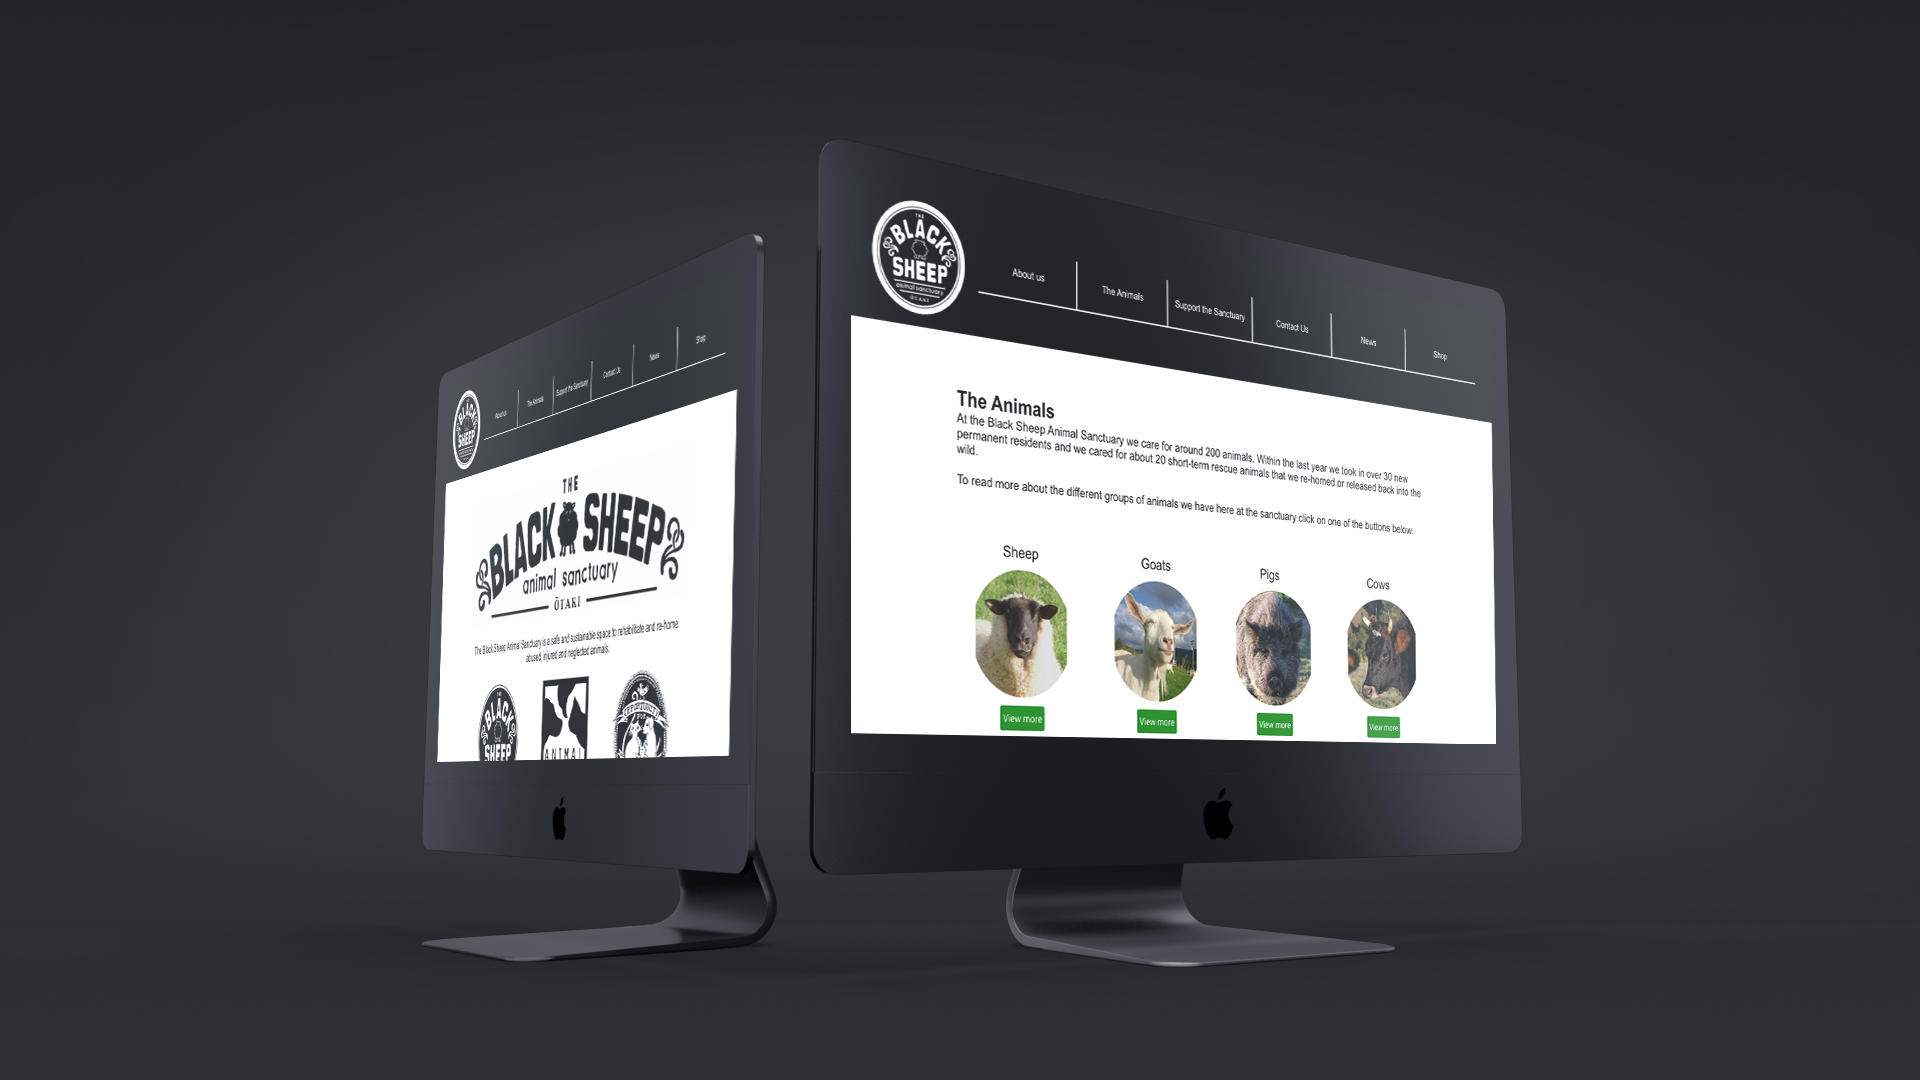 THE
BLACK
SHEEP
animal sanctuary
OTAKI
About us
The Animals
Support the Sanctuary
Contact Us
News
Shop
THE
BLACK SHEEP
animal sanctuary
ŌTAKI
The Black Sheep Animal Sanctuary is a safe and sustainable space to rehabilitate and re-home
abused, injured and neglected animals.
THE
BLACK
ANIMAL
OPPORTUNITY
FOR
THE
BLACK
SHEEP
animal sanctuary
OTAKI
About us
The Animals
Support the Sanctuary
Contact Us
News
Shop
The Animals
At the Black Sheep Animal Sanctuary we care for around 200 animals. Within the last year we took in over 30 new
permanent residents and we cared for about 20 short-term rescue animals that we re-homed or released back into the
wild.
To read more about the different groups of animals we have here at the sanctuary click on one of the buttons below.
Sheep
Goats
Pigs
Cows
View more
View more
View more
View more